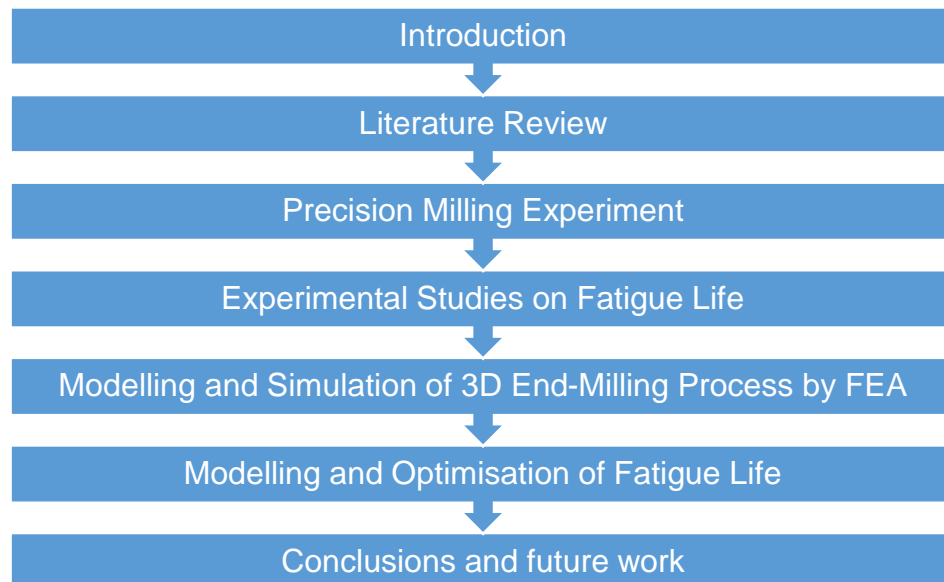 Introduction
Literature Review
Precision Milling Experiment
Experimental Studies on Fatigue Life
Modelling and Simulation of 3D End-Milling Process by FEA
Modelling and Optimisation of Fatigue Life
Conclusions and future work